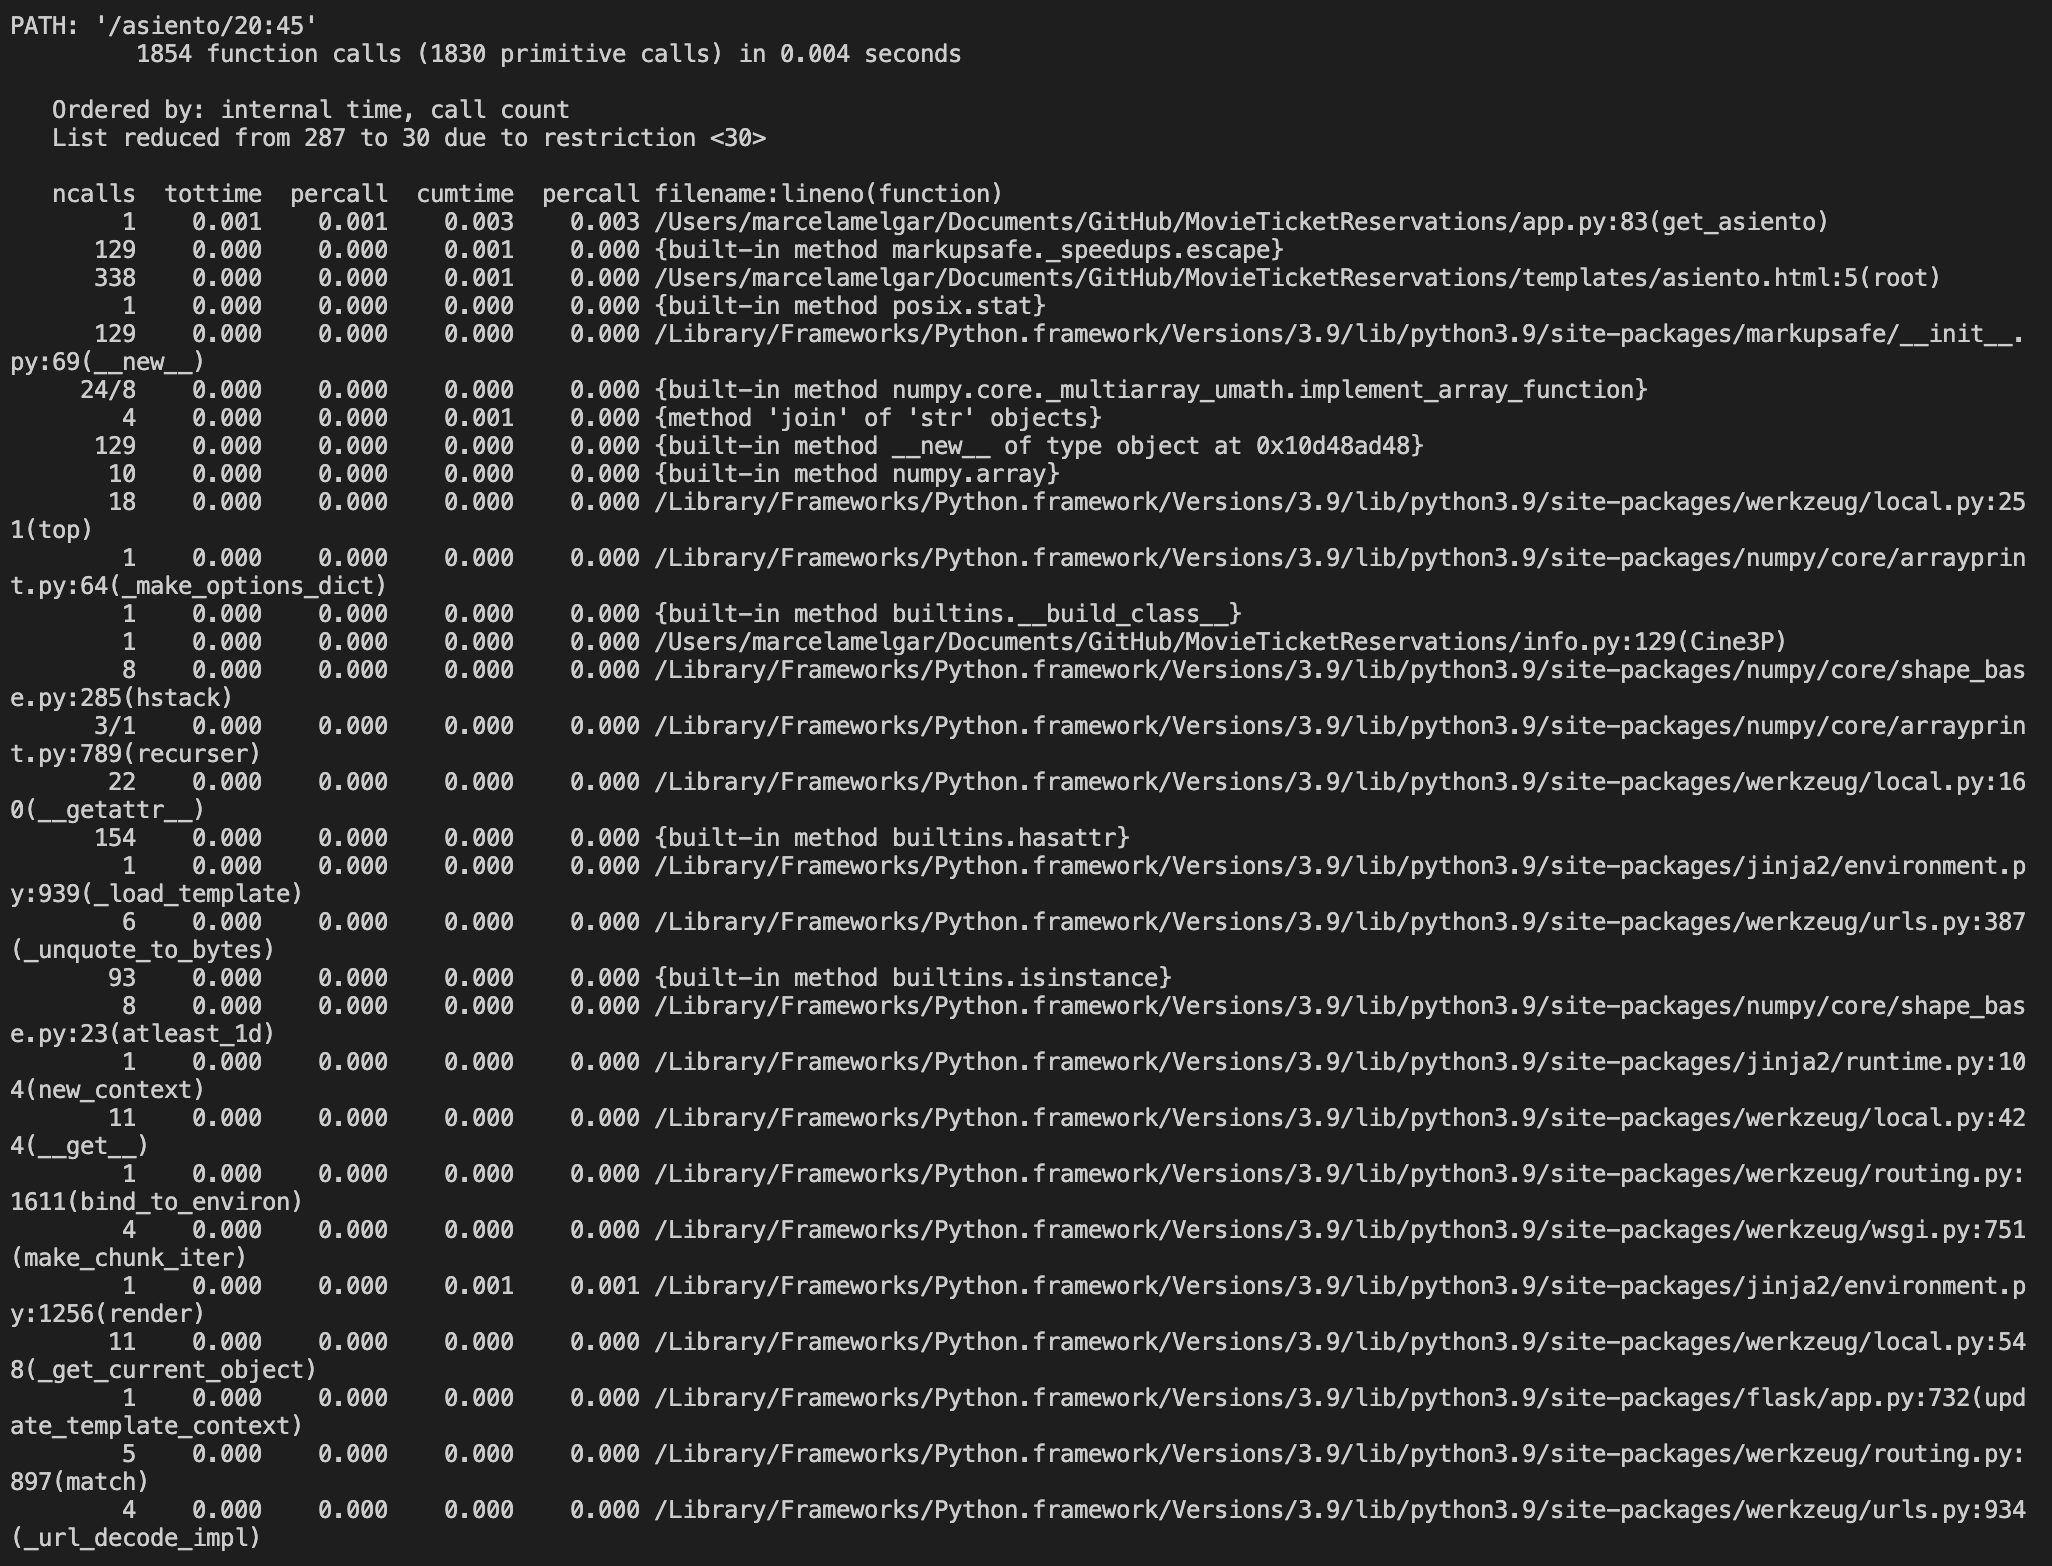 PATH: '/asiento/20:45'
1854 function calls (1830 primitive calls) in 0.004 seconds
Ordered by: internal time, call count
List reduced from 287 to 30 due to restriction <30>
ncalls tottime percall cumtime percall filename:lineno(function)
1 0.001 0.001 0.003 0.003 /Users/marcelamelgar/Documents/GitHub/MovieTicketReservations/app.py:83(get_asiento)
129 0.000 0.000 0.001 0.000 {built-in method markupsafe._speedups.escape}
338 0.000 0.000 0.001 0.000 /Users/marcelamelgar/Documents/GitHub/MovieTicketReservations/templates/asiento.html:5(root)
1 0.000 0.000 0.000 0.000 {built-in method posix.stat}
129 0.000 0.000 0.000 0.000 /Library/Frameworks/Python.framework/Versions/3.9/lib/python3.9/site-packages/markupsafe/__init__.
py:69(__new__)
24/8 0.000 0.000 0.000 0.000 {built-in method numpy.core._multiarray_umath.implement_array_function}
4 0.000 0.000 0.001 0.000 {method 'join' of 'str' objects}
129 0.000 0.000 0.000 0.000 {built-in method __new__ of type object at 0x10d48ad48}
10 0.000 0.000 0.000 0.000 {built-in method numpy.array}
18 0.000 0.000 0.000 0.000 /Library/Frameworks/Python.framework/Versions/3.9/lib/python3.9/site-packages/werkzeug/local.py:25
1(top)
1 0.000 0.000 0.000 0.000 /Library/Frameworks/Python.framework/Versions/3.9/lib/python3.9/site-packages/numpy/core/arrayprin
t.py:64(_make_options_dict)
1 0.000 0.000 0.000 0.000 {built-in method builtins.__build_class__}
1 0.000 0.000 0.000 0.000 /Users/marcelamelgar/Documents/GitHub/MovieTicketReservations/info.py:129(Cine3P)
8 0.000 0.000 0.000 0.000 /Library/Frameworks/Python.framework/Versions/3.9/lib/python3.9/site-packages/numpy/core/shape_bas
e.py:285(hstack)
3/1 0.000 0.000 0.000 0.000 /Library/Frameworks/Python.framework/Versions/3.9/lib/python3.9/site-packages/numpy/core/arrayprin
t.py:789(recurser)
22 0.000 0.000 0.000 0.000 /Library/Frameworks/Python.framework/Versions/3.9/lib/python3.9/site-packages/werkzeug/local.py:16
0(__getattr__)
154 0.000 0.000 0.000 0.000 {built-in method builtins.hasattr}
1 0.000 0.000 0.000 0.000 /Library/Frameworks/Python.framework/Versions/3.9/lib/python3.9/site-packages/jinja2/environment.p
y:939(_load_template)
6 0.000 0.000 0.000 0.000 /Library/Frameworks/Python.framework/Versions/3.9/lib/python3.9/site-packages/werkzeug/urls.py:387
(_unquote_to_bytes)
93 0.000 0.000 0.000 0.000 {built-in method builtins.isinstance}
8 0.000 0.000 0.000 0.000 /Library/Frameworks/Python.framework/Versions/3.9/lib/python3.9/site-packages/numpy/core/shape_bas
e.py:23(atleast_1d)
1 0.000 0.000 0.000 0.000 /Library/Frameworks/Python.framework/Versions/3.9/lib/python3.9/site-packages/jinja2/runtime.py:10
4(new_context)
11 0.000 0.000 0.000 0.000 /Library/Frameworks/Python.framework/Versions/3.9/lib/python3.9/site-packages/werkzeug/local.py:42
4(__get__)
1 0.000 0.000 0.000 0.000 /Library/Frameworks/Python.framework/Versions/3.9/lib/python3.9/site-packages/werkzeug/routing.py:
1611(bind_to_environ)
4 0.000 0.000 0.000 0.000 /Library/Frameworks/Python.framework/Versions/3.9/lib/python3.9/site-packages/werkzeug/wsgi.py:751
(make_chunk_iter)
1 0.000 0.000 0.001 0.001 /Library/Frameworks/Python.framework/Versions/3.9/lib/python3.9/site-packages/jinja2/environment.p
y:1256(render)
11 0.000 0.000 0.000 0.000 /Library/Frameworks/Python.framework/Versions/3.9/lib/python3.9/site-packages/werkzeug/local.py:54
8(_get_current_object)
1 0.000 0.000 0.000 0.000 /Library/Frameworks/Python.framework/Versions/3.9/lib/python3.9/site-packages/flask/app.py:732(upd
ate_template_context)
5 0.000 0.000 0.000 0.000 /Library/Frameworks/Python.framework/Versions/3.9/lib/python3.9/site-packages/werkzeug/routing.py:
897(match)
4 0.000 0.000 0.000 0.000 /Library/Frameworks/Python.framework/Versions/3.9/lib/python3.9/site-packages/werkzeug/urls.py:934
(_url_decode_impl)